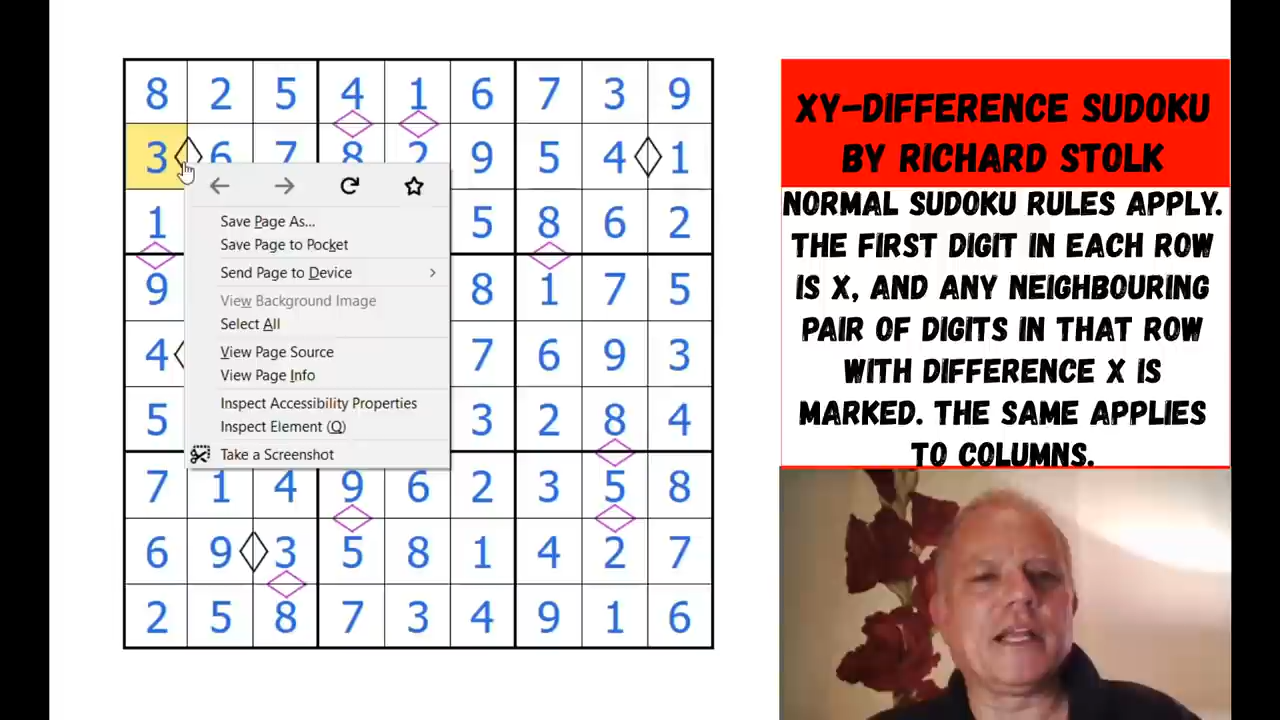 8 2 5 4 1 6 7 3 9
3 6 7 8 2 9 5 4 1
1 5 8 6 2
9 8 1 7 5
4 7 6 9 3
5 3 2 8 4
7 1 4 9 6 2 3 5 8
6 9 3 5 8 1 4 2 7
2 5 8 7 3 4 9 1 6
Save Page As...
Save Page to Pocket
Send Page to Device
View Background Image
Select All
View Page Source
View Page Info
Inspect Accessibility Properties
Inspect Element (Q)
Take a Screenshot
XY-DIFFERENCE SUDOKU
BY RICHARD STOLK
NORMAL SUDOKU RULES APPLY.
THE FIRST DIGIT IN EACH ROW
IS X, AND ANY NEIGHBOURING
PAIR OF DIGITS IN THAT ROW
WITH DIFFERENCE X IS
MARKED. THE SAME APPLIES
TO COLUMNS.